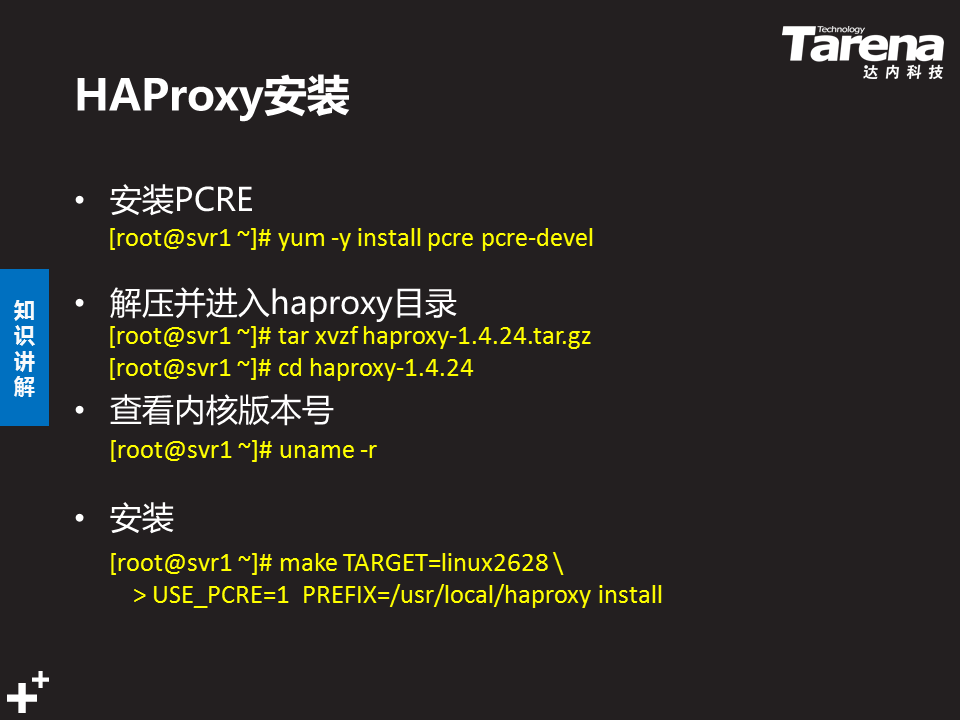 Technology
Tarena
达内科技
HAProxy安装
• 安装PCRE
[root@svr1 ~]# yum -y install pcre pcre-devel
• 解压并进入haproxy目录
[root@svr1 ~]# tar xvzf haproxy-1.4.24.tar.gz
[root@svr1 ~]# cd haproxy-1.4.24
• 查看内核版本号
[root@svr1 ~]# uname -r
• 安装
[root@svr1 ~]# make TARGET=linux2628 \
> USE_PCRE=1 PREFIX=/usr/local/haproxy install
知识讲解